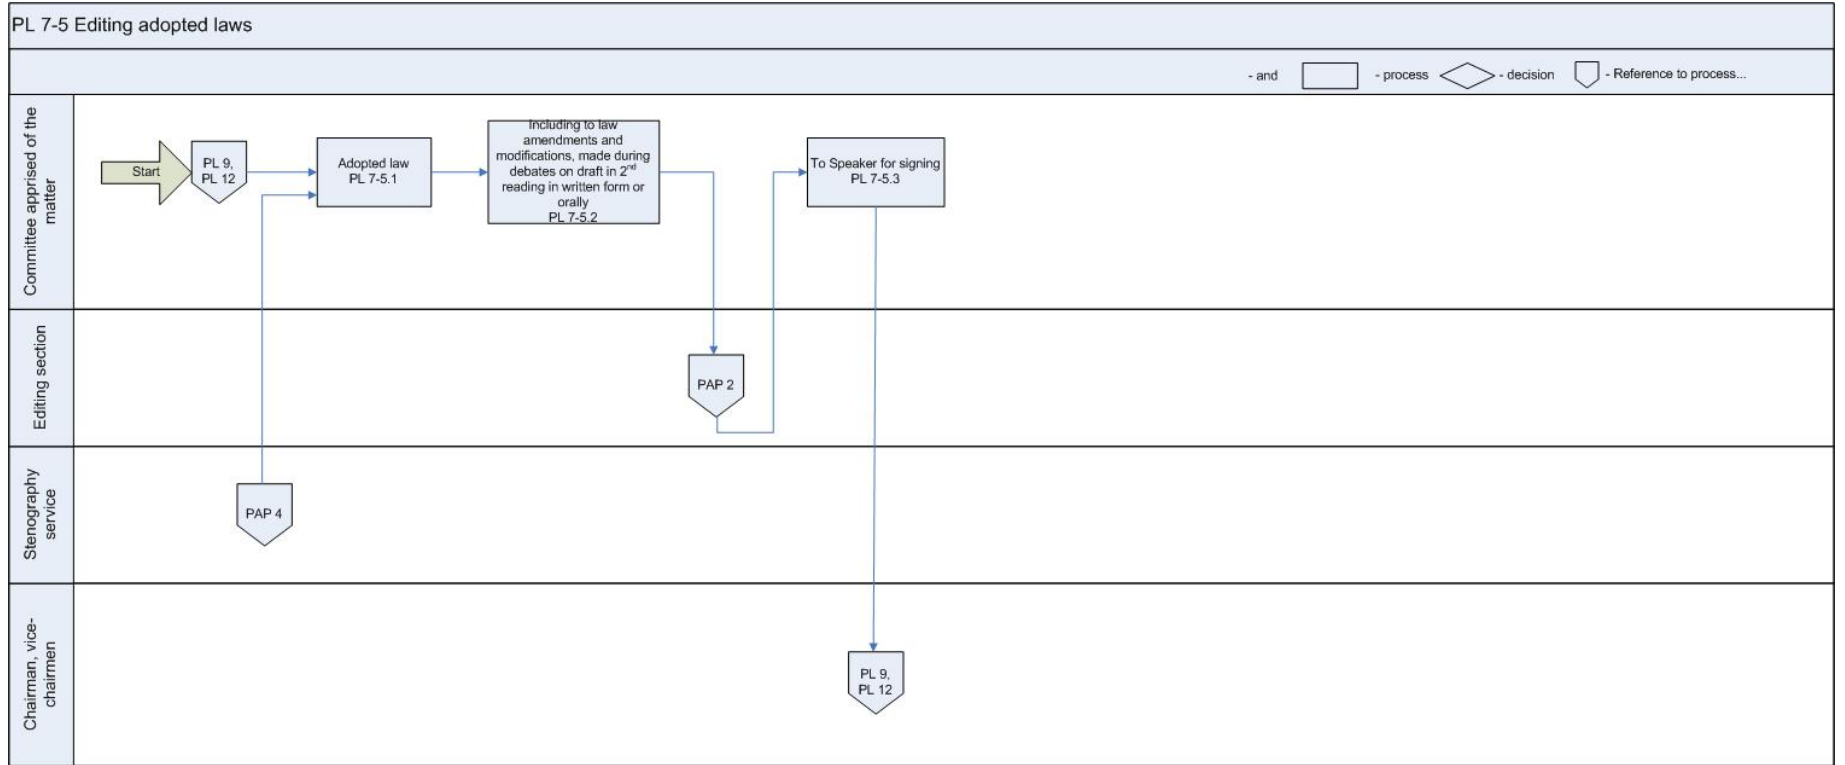 PL 7-5 Editing adopted laws
- and
- process
- decision
- Reference to process...
Committee apprised of the
matter
Start
PL 9,
PL 12
Adopted law
PL 7-5.1
Including to law
amendments and
modifications, made during
debates on draft in 2nd
reading in written form or
orally
PL 7-5.2
To Speaker for signing
PL 7-5.3
Editing section
PAP 2
Stenography
service
PAP 4
Chairman, vice-
chairmen
PL 9,
PL 12